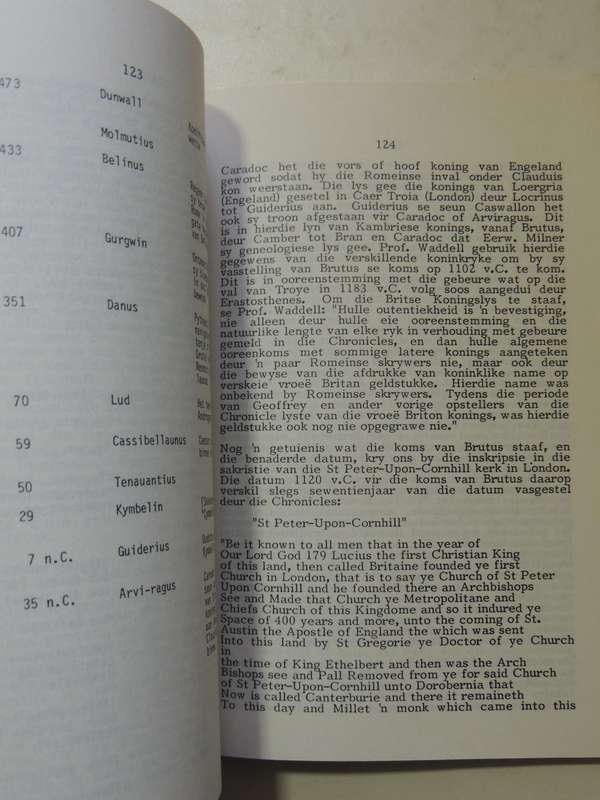 123
473 Dunwall
Molmutius
433 Belinus
407 Gurgwin
351 Danus
70 Lud
59 Cassibellaunus
50 Tenauantius
29 Kymbelin
7 n.C. Guiderius
35 n.C. Arvi-ragus
124
Caradoc het die vors of hoof koning van Engeland
geword sodat hy die Romeinse inval onder Clauduis
kon weerstaan. Die lys gee die konings van Loergria
(Engeland) gesetel in Caer Troia (London) deur Locrinus
tot Guiderius aan. Guiderius se seun Caswallon het
ook sy troon afgestaan vir Caradoc of Arviragus. Dit
is in hierdie lyn van Kambriese konings, vanaf Brutus,
deur Camber tot Bran en Caradoc dat Eerw. Milner
sy geneologiese lys gee. Prof. Waddell gebruik hierdie
gegewens van die verskillende koninkryke om by sy
vasstelling van Brutus se koms op 1102 v.C. te kom.
Dit is in ooreenstemming met die gebeure wat op die
val van Troye in 1183 v.C. volg soos aangedui deur
Erastosthenes. Om die Britse Koningslys te staaf,
se Prof. Waddell: "Hulle outentiekheid is 'n bevestiging,
nie alleen deur hulle eie ooreenstemming en die
natuurlike lengte van elke ryk in verhouding met gebeure
gemeld in die Chronicles, en dan hulle algemene
ooreenkoms met sommige latere konings aangeteken
deur 'n paar Romeinse skrywers nie, maar ook deur
die bewyse van die afdrukke van koninklike name op
verskeie vroeë Britan geldstukke. Hierdie name was
onbekend by Romeinse skrywers. Tydens die periode
van Geoffrey en ander vorige opstellers van die
Chronicle lyste van die vroeë Briton konings, was hierdie
geldstukke ook nog nie opgegrawe nie."
Nog 'n getuienis wat die koms van Brutus staaf, en
die benaderde datum, kry ons by die inskripsie in die
sakristie van die St Peter-Upon-Cornhill kerk in London.
Die datum 1120 v.C. vir die koms van Brutus daarop
verskil slegs sewentienjaar van die datum vasgestel
deur die Chronicles:
"St Peter-Upon-Cornhill"
"Be it known to all men that in the year of
Our Lord God 179 Lucius the first Christian King
of this land, then called Britaine founded ye first
Church in London, that is to say ye Church of St Peter
Upon Cornhill and he founded there an Archbishops
See and Made that Church ye Metropolitane and
Chiefs Church of this Kingdome and so it indured ye
Space of 400 years and more, unto the coming of St.
Austin the Apostle of England the which was sent
Into this land by St Gregorie ye Doctor of ye Church
in
the time of King Ethelbert and then was the Arch
Bishops see and Pall Removed from ye for said Church
of St Peter-Upon-Cornhill unto Dorobernia that
Now is called Canterburie and there it remaineth
To this day and Millet 'n monk which came into this